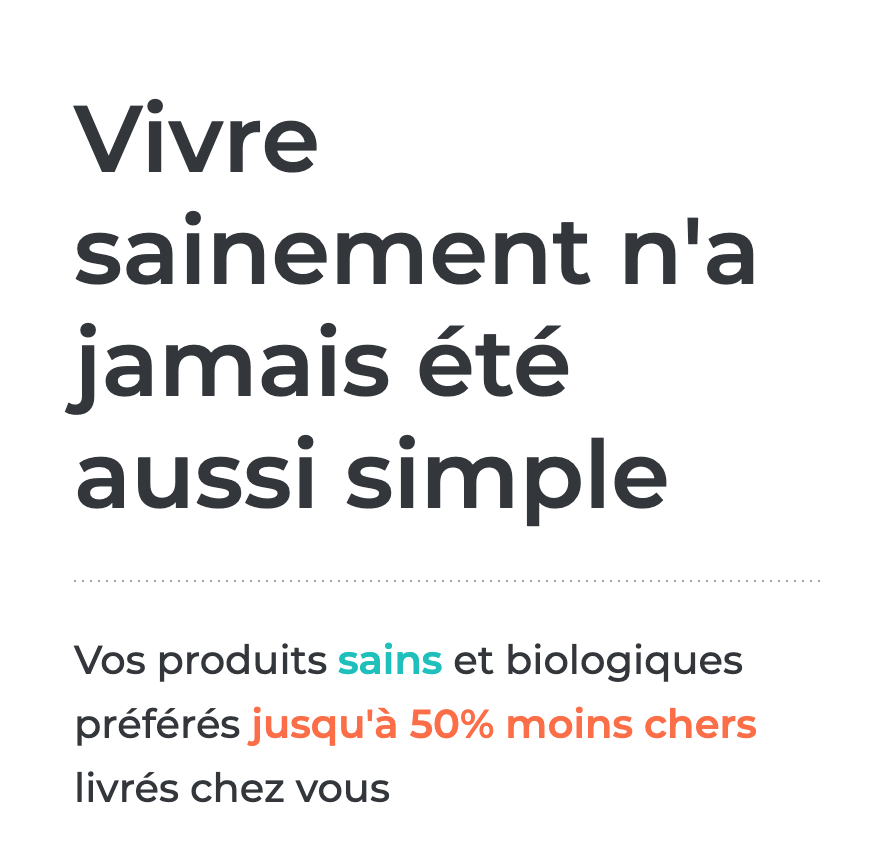 Vivre
sainement n'a
jamais été
aussi simple
Vos produits sains et biologiques
préférés jusqu'à 50% moins chers
livrés chez vous